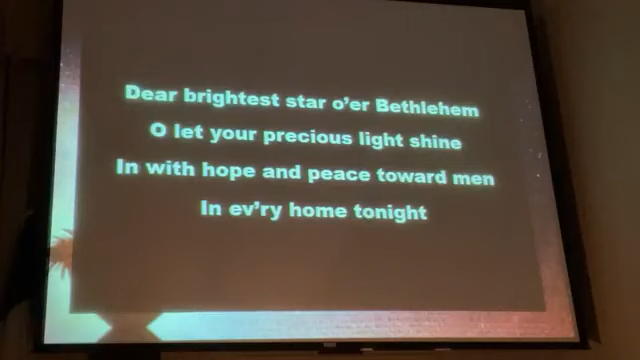 Dear brightest star o'er Bethlehem
O let your precious light shine
In with hope and peace toward men
In ev'ry home tonight